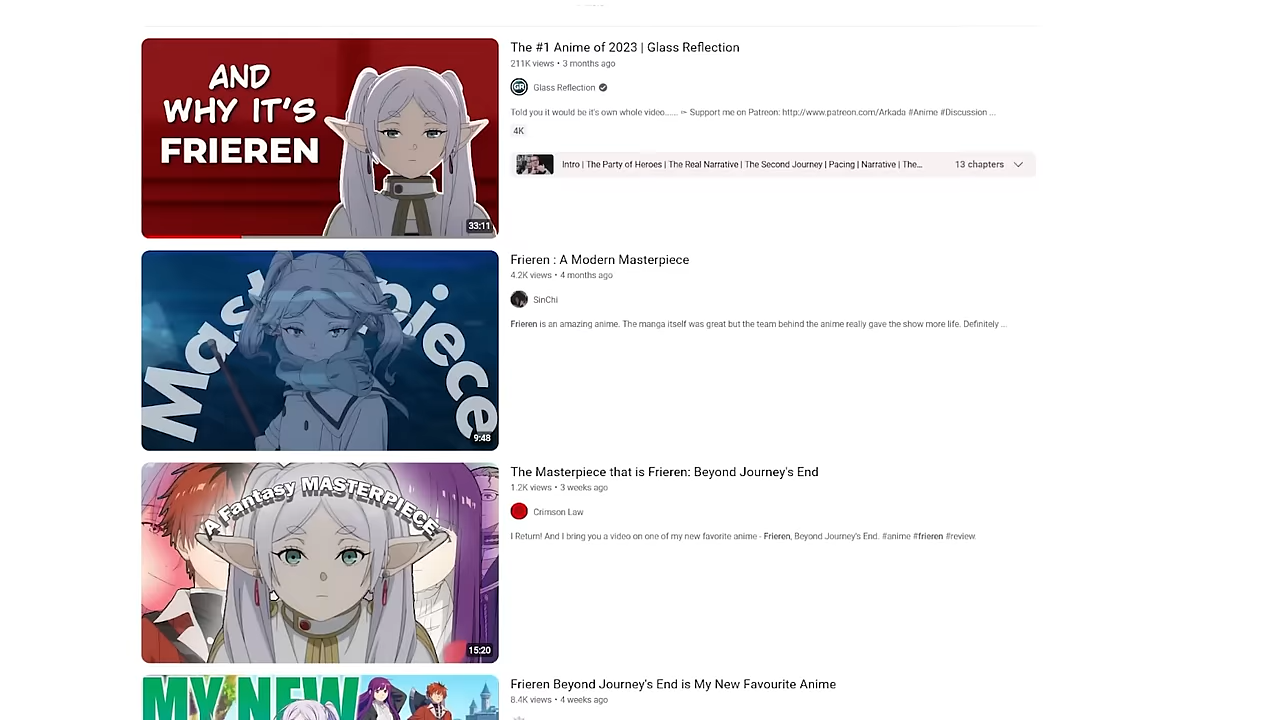 AND
WHY IT'S
FRIEREN
33:11
The #1 Anime of 2023 | Glass Reflection
211K views • 3 months ago
GR
Glass Reflection
Told you it would be it's own whole video...... ✂ Support me on Patreon: http://www.patreon.com/Arkada #Anime #Discussion ...
4K
Intro | The Party of Heroes | The Real Narrative | The Second Journey | Pacing | Narrative | The...
13 chapters
Masterpiece
9:48
Frieren : A Modern Masterpiece
4.2K views • 4 months ago
SinChi
Frieren is an amazing anime. The manga itself was great but the team behind the anime really gave the show more life. Definitely ...
A Fantasy MASTERPIECE
15:20
The Masterpiece that is Frieren: Beyond Journey's End
1.2K views • 3 weeks ago
Crimson Law
I Return! And I bring you a video on one of my new favorite anime - Frieren, Beyond Journey's End. #anime #frieren #review.
MY NEW
Frieren Beyond Journey's End is My New Favourite Anime
8.4K views • 4 weeks ago